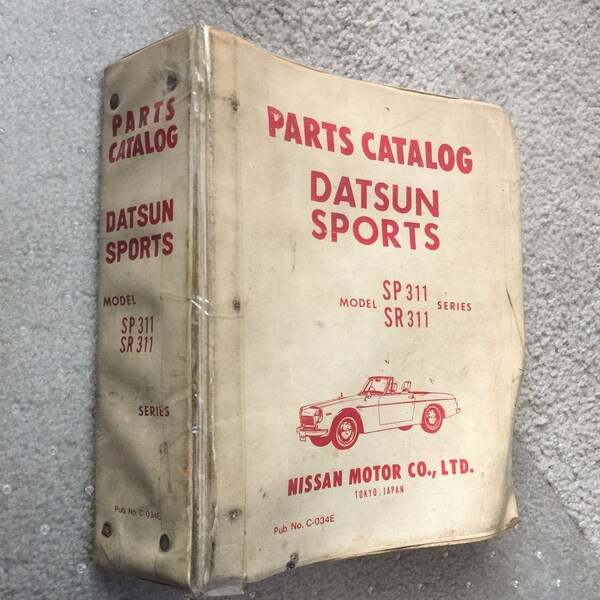 PARTS
CATALOG
DATSUN
SPORTS
MODEL
SP311
SR311
SERIES
Pub. No. C-034E
PARTS CATALOG
DATSUN
SPORTS
MODEL SP311 SERIES
SR311
NISSAN MOTOR CO., LTD.
TOKYO, JAPAN
Pub. No. C-034E